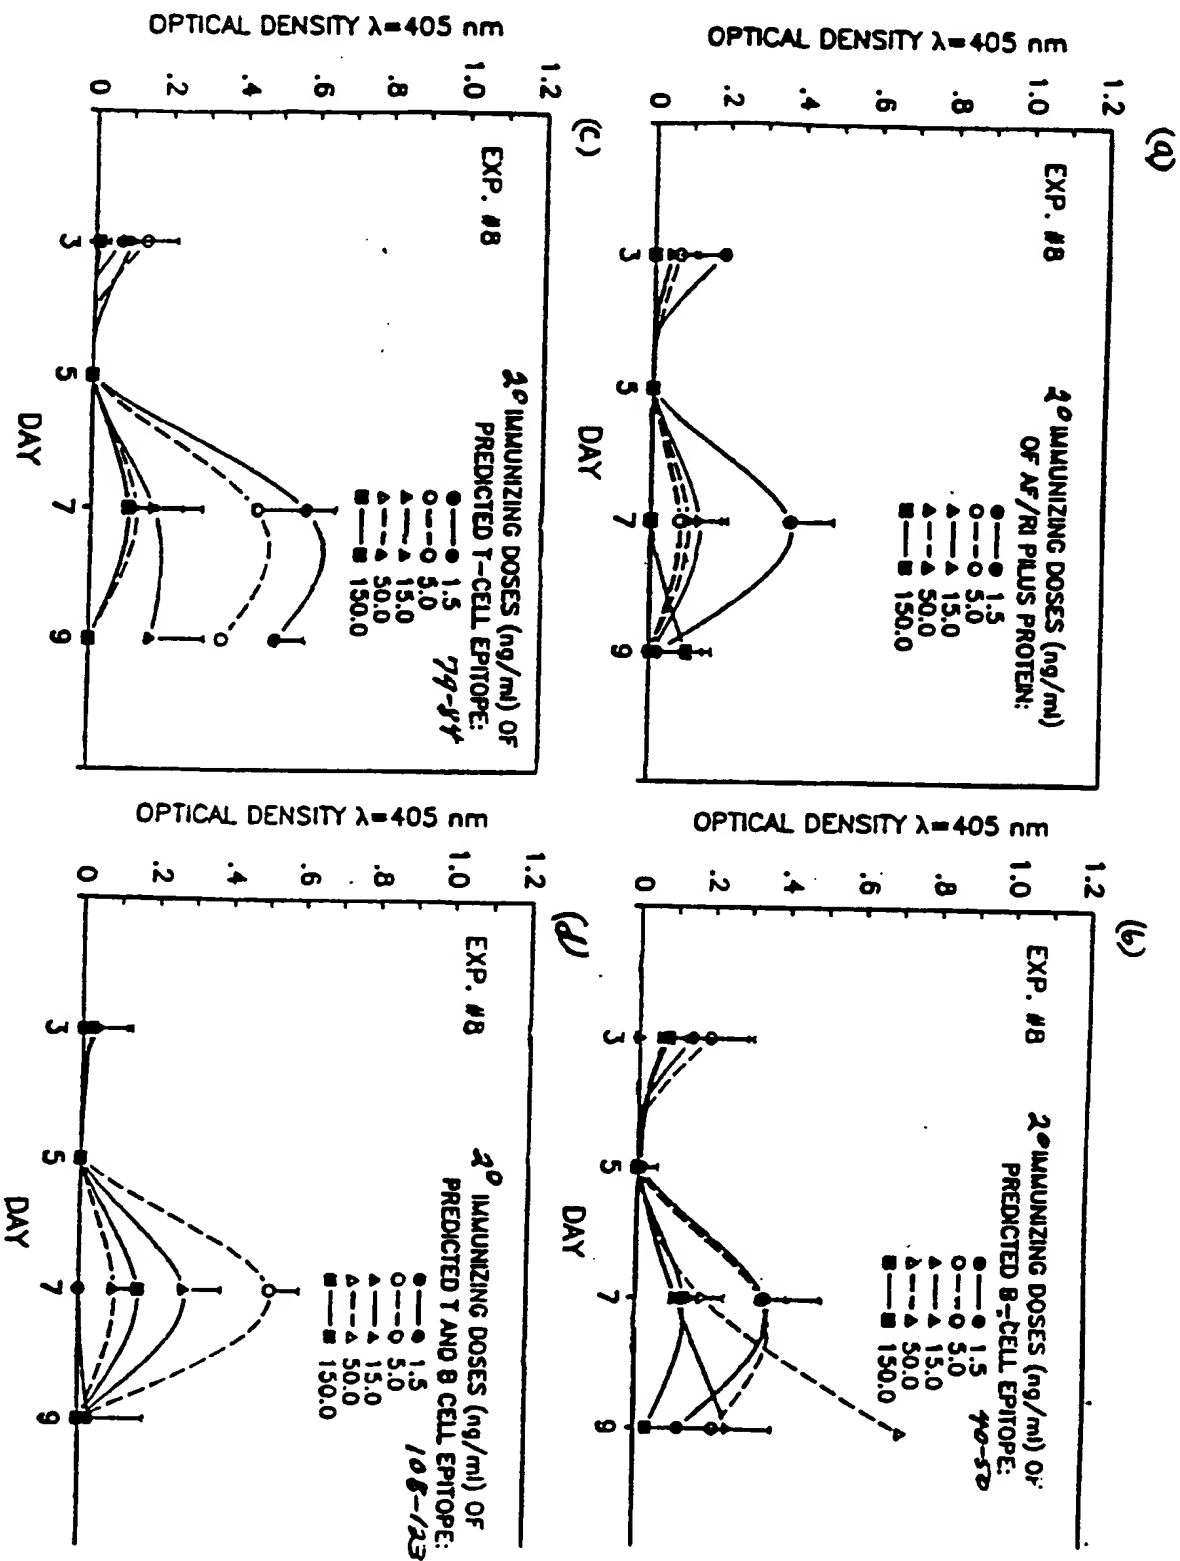 (a)
EXP. #8
2° IMMUNIZING DOSES (ng/ml)
OF AF/R1 PILUS PROTEIN:
1.5
5.0
15.0
50.0
150.0
OPTICAL DENSITY λ=405 nm
1.2
1.0
.8
.6
.4
.2
0
3
5
7
9
DAY
(b)
EXP. #8
2° IMMUNIZING DOSES (ng/ml) OF
PREDICTED B-CELL EPITOPE:
40-50
1.5
5.0
15.0
50.0
150.0
OPTICAL DENSITY λ=405 nm
1.2
1.0
.8
.6
.4
.2
0
3
5
7
9
DAY
(c)
EXP. #8
2° IMMUNIZING DOSES (ng/ml) OF
PREDICTED T-CELL EPITOPE:
79-84
1.5
5.0
15.0
50.0
150.0
OPTICAL DENSITY λ=405 nm
1.2
1.0
.8
.6
.4
.2
0
3
5
7
9
DAY
(d)
EXP. #8
2° IMMUNIZING DOSES (ng/ml) OF
PREDICTED T AND B CELL EPITOPE:
108-123
1.5
5.0
15.0
50.0
150.0
OPTICAL DENSITY λ=405 nm
1.2
1.0
.8
.6
.4
.2
0
3
5
7
9
DAY